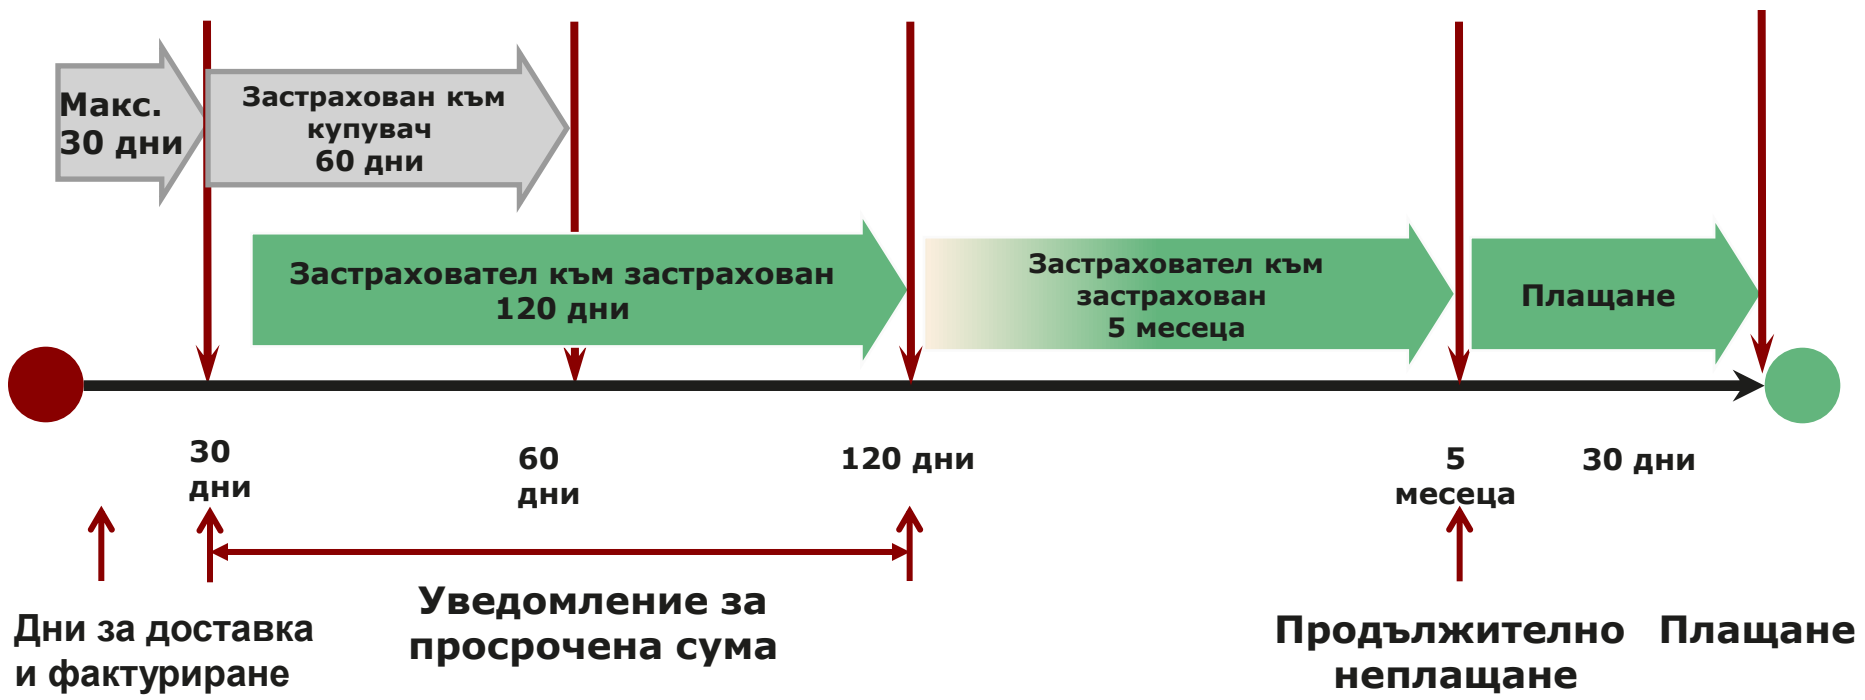 Макс.
30 дни
Застрахован към
купувач
60 дни
Застраховател към застрахован
120 дни
Застраховател към
застрахован
5 месеца
Плащане
30
дни
60
дни
120 дни
5
месеца
30 дни
Дни за доставка
и фактуриране
Уведомление за
просрочена сума
Продължително
неплащане
Плащане